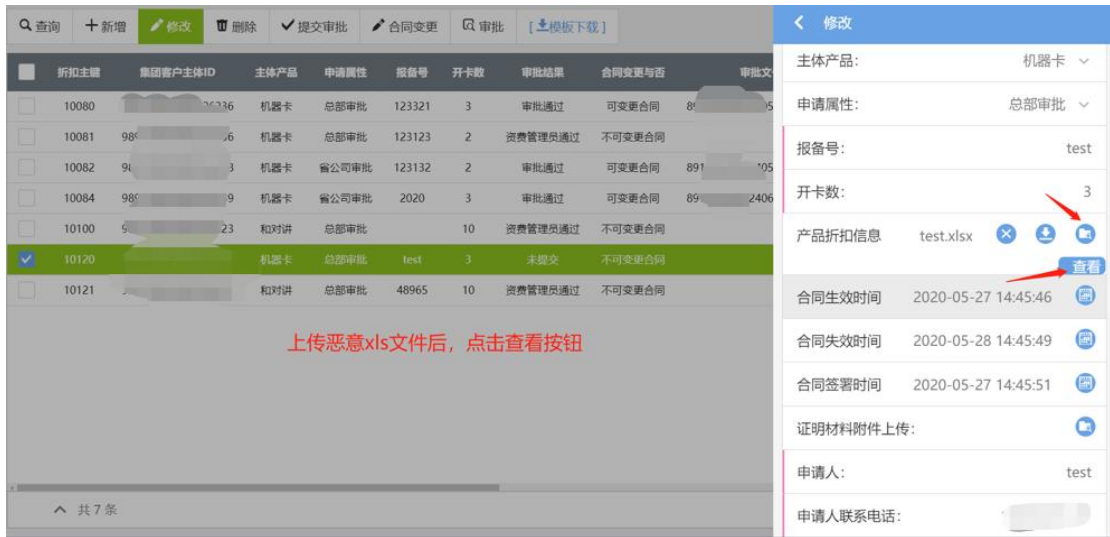 查询 新增 修改 删除 提交审批 合同变更 审批 [ 模板下载 ]
折扣主键 集团客户主体ID 主体产品 申请属性 报备号 开卡数 审批结果 合同变更与否 审批文
10080 机器卡 总部审批 123321 3 审批通过 可变更合同
10081 机器卡 总部审批 123123 2 资费管理员通过 不可变更合同
10082 机器卡 省公司审批 123132 2 审批通过 可变更合同 891
10084 机器卡 省公司审批 2020 3 审批通过 可变更合同 2406
10100 23 和对讲 总部审批 10 资费管理员通过 不可变更合同
10120 机器卡 总部审批 test 3 未提交 不可变更合同
10121 和对讲 总部审批 48965 10 资费管理员通过 不可变更合同
上传恶意xls文件后，点击查看按钮
共 7 条
修改
主体产品: 机器卡
申请属性: 总部审批
报备号: test
开卡数: 3
产品折扣信息 test.xlsx
查看
合同生效时间 2020-05-27 14:45:46
合同失效时间 2020-05-28 14:45:49
合同签署时间 2020-05-27 14:45:51
证明材料附件上传:
申请人: test
申请人联系电话: